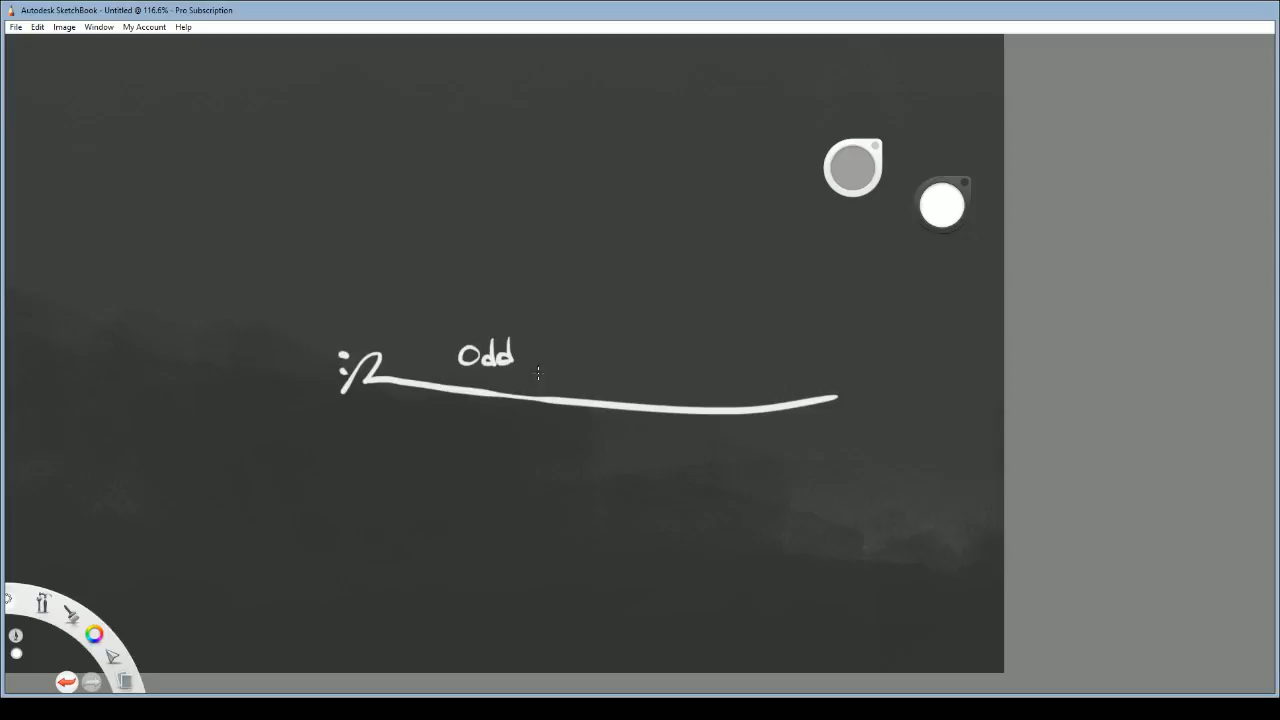 Autodesk SketchBook - Untitled @ 116.6% - Pro Subscription
File Edit Image Window My Account Help
Odd